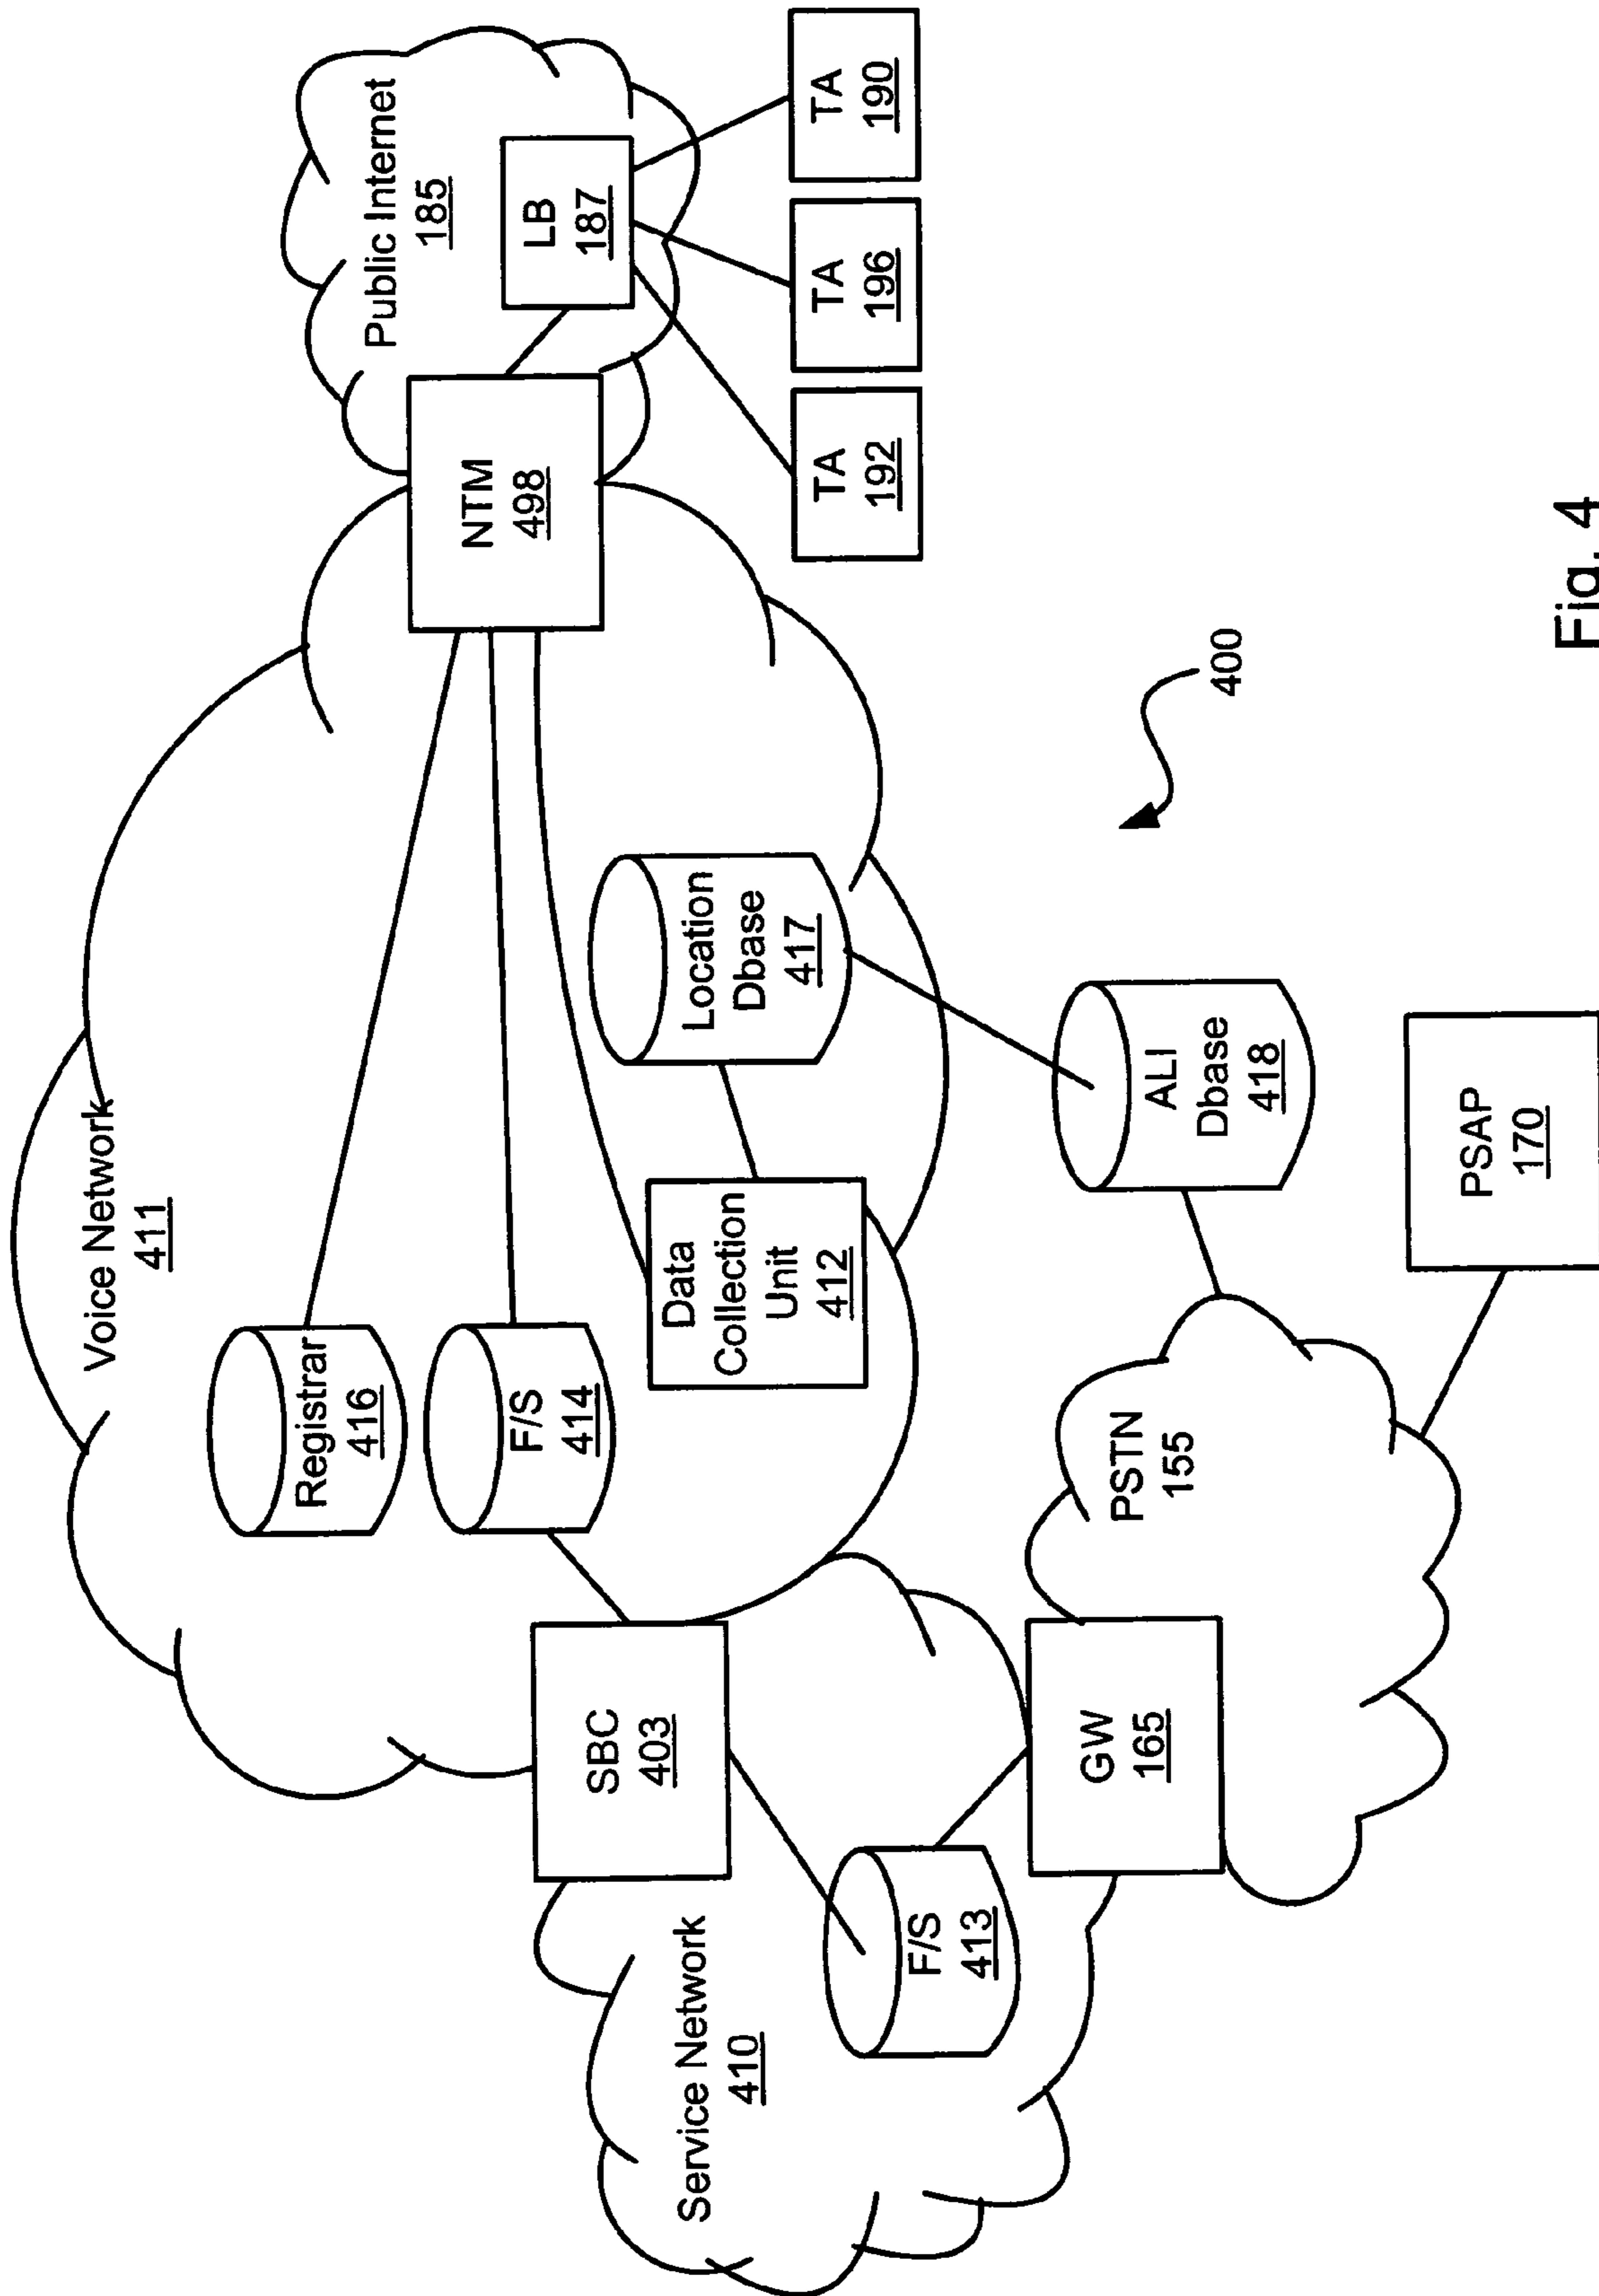 Service Network
410
Voice Network
411
Public Internet
185
SBC
403
Registrar
416
F/S
414
NTM
498
LB
187
Data
Collection
Unit
412
Location
Dbase
417
F/S
413
TA
192
TA
196
TA
190
GW
165
PSTN
155
ALI
Dbase
418
400
PSAP
170
Fig. 4